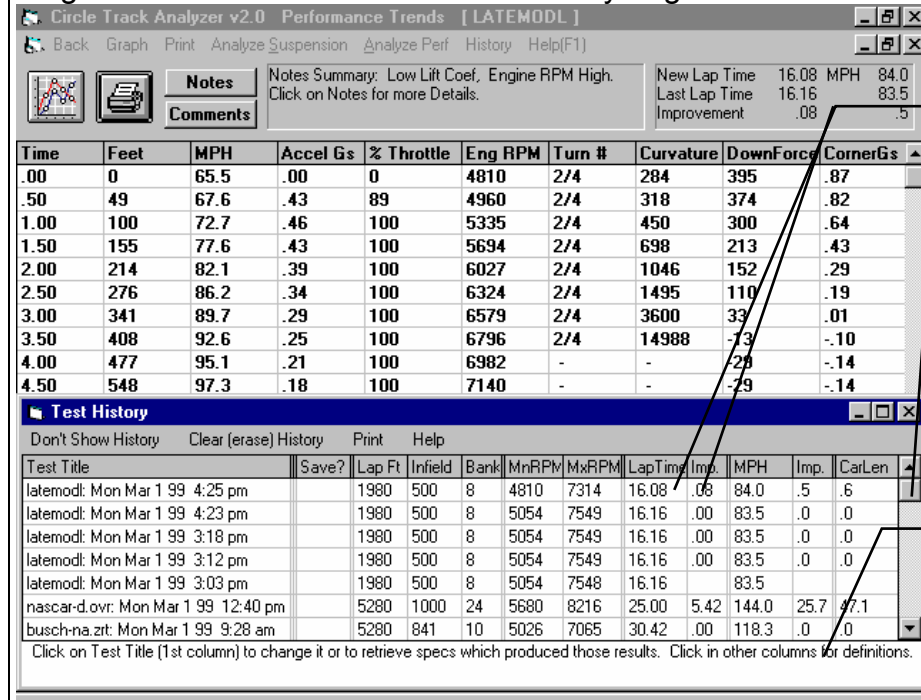 Circle Track Analyzer v2.0 Performance Trends [ LATEMODL ]
Back Graph Print Analyze Suspension Analyze Perf History Help(F1)
Notes
Comments
Notes Summary: Low Lift Coef, Engine RPM High.
Click on Notes for more Details.
New Lap Time 16.08 MPH 84.0
Last Lap Time 16.16 83.5
Improvement .08 .5
Time Feet MPH Accel Gs % Throttle Eng RPM Turn # Curvature DownForce CornerGs
.00 0 65.5 .00 0 4810 2/4 284 395 .87
.50 49 67.6 .43 89 4960 2/4 318 374 .82
1.00 100 72.7 .46 100 5335 2/4 450 300 .64
1.50 155 77.6 .43 100 5694 2/4 698 213 .43
2.00 214 82.1 .39 100 6027 2/4 1046 152 .29
2.50 276 86.2 .34 100 6324 2/4 1495 110 .19
3.00 341 89.7 .29 100 6579 2/4 3600 33 .01
3.50 408 92.6 .25 100 6796 2/4 14988 -13 -.10
4.00 477 95.1 .21 100 6982 - - -29 -.14
4.50 548 97.3 .18 100 7140 - - -29 -.14
Test History
Don't Show History Clear (erase) History Print Help
Test Title Save? Lap Ft Infield Bank MnRPM MxRPM LapTime Imp. MPH Imp. CarLen
latemodl: Mon Mar 1 99 4:25 pm 1980 500 8 4810 7314 16.08 .08 84.0 .5 .6
latemodl: Mon Mar 1 99 4:23 pm 1980 500 8 5054 7549 16.16 .00 83.5 .0 .0
latemodl: Mon Mar 1 99 3:18 pm 1980 500 8 5054 7549 16.16 .00 83.5 .0 .0
latemodl: Mon Mar 1 99 3:12 pm 1980 500 8 5054 7549 16.16 .00 83.5 .0 .0
latemodl: Mon Mar 1 99 3:03 pm 1980 500 8 5054 7548 16.16 83.5
nascar-d.ovr: Mon Mar 1 99 12:40 pm 5280 1000 24 5680 8216 25.00 5.42 144.0 25.7 47.1
busch-na.zrt: Mon Mar 1 99 9:28 am 5280 841 10 5026 7065 30.42 .00 118.3 .0 .0
Click on Test Title (1st column) to change it or to retrieve specs which produced those results. Click in other columns for definitions.